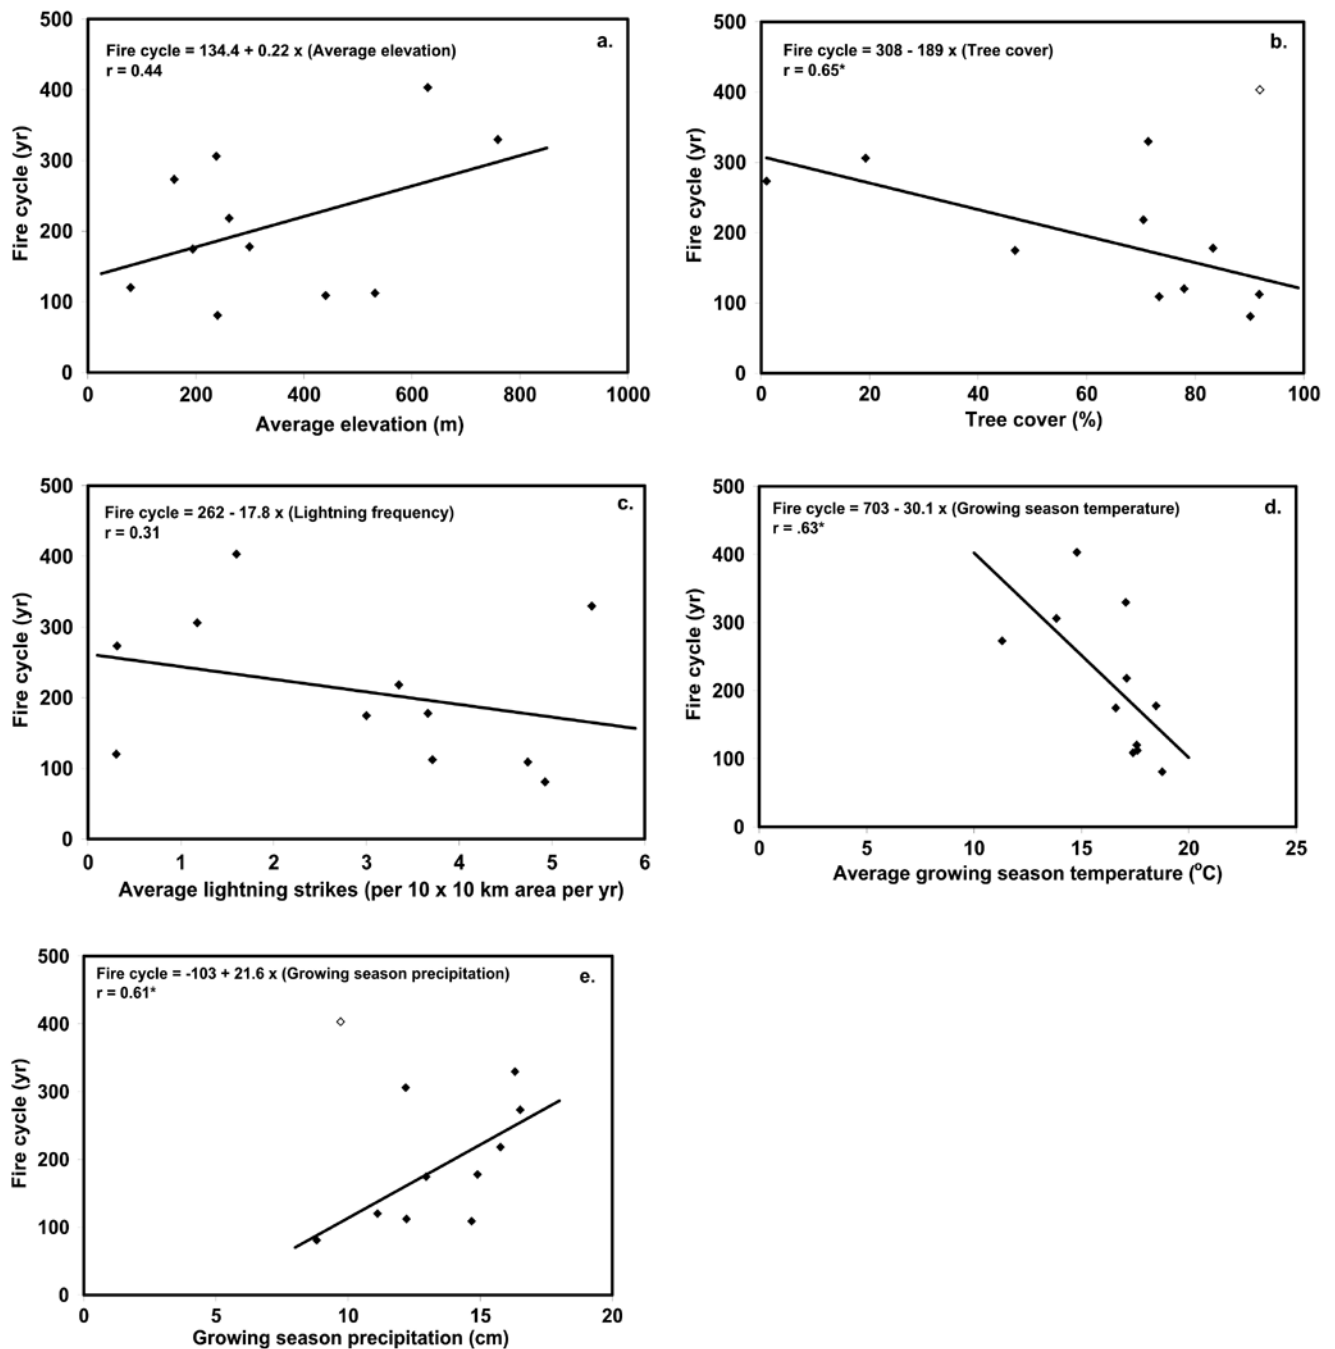 a.
Fire cycle = 134.4 + 0.22 x (Average elevation)
r = 0.44
500
400
300
200
100
0
Fire cycle (yr)
0 200 400 600 800 1000
Average elevation (m)
b.
Fire cycle = 308 - 189 x (Tree cover)
r = 0.65*
500
400
300
200
100
0
Fire cycle (yr)
0 20 40 60 80 100
Tree cover (%)
c.
Fire cycle = 262 - 17.8 x (Lightning frequency)
r = 0.31
500
400
300
200
100
0
Fire cycle (yr)
0 1 2 3 4 5 6
Average lightning strikes (per 10 x 10 km area per yr)
d.
Fire cycle = 703 - 30.1 x (Growing season temperature)
r = .63*
500
400
300
200
100
0
Fire cycle (yr)
0 5 10 15 20 25
Average growing season temperature (°C)
e.
Fire cycle = -103 + 21.6 x (Growing season precipitation)
r = 0.61*
500
400
300
200
100
0
Fire cycle (yr)
0 5 10 15 20
Growing season precipitation (cm)